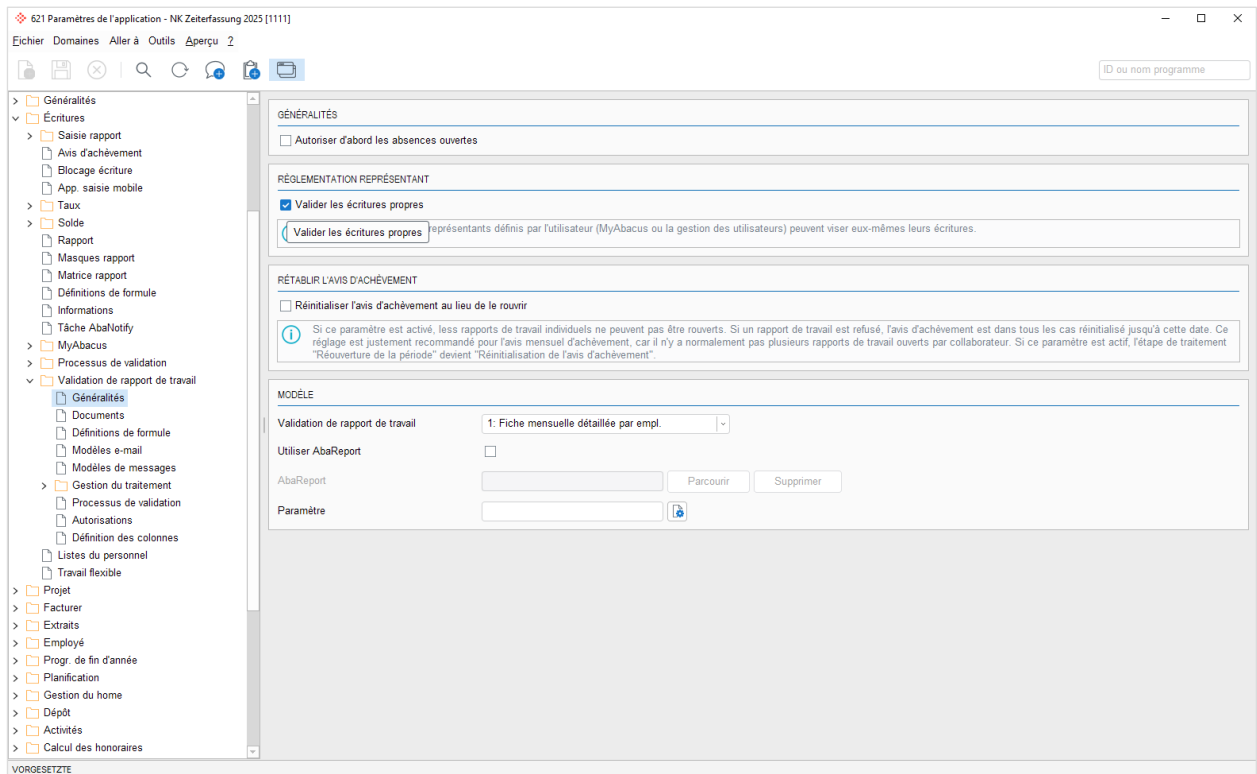 621 Paramètres de l'application - NK Zeiterfassung 2025 [1111]
Fichier Domaines Aller à Outils Aperçu ?
ID ou nom programme
Généralités
Écritures
Saisie rapport
Avis d'achèvement
Blocage écriture
App. saisie mobile
Taux
Solde
Rapport
Masques rapport
Matrice rapport
Définitions de formule
Informations
Tâche AbaNotify
MyAbacus
Processus de validation
Validation de rapport de travail
Généralités
Documents
Définitions de formule
Modèles e-mail
Modèles de messages
Gestion du traitement
Processus de validation
Autorisations
Définition des colonnes
Listes du personnel
Travail flexible
Projet
Facturer
Extraits
Employé
Progr. de fin d'année
Planification
Gestion du home
Dépôt
Activités
Calcul des honoraires
GÉNÉRALITÉS
Autoriser d'abord les absences ouvertes
RÈGLEMENTATION REPRÉSENTANT
Valider les écritures propres
Valider les écritures propres
représentants définis par l'utilisateur (MyAbacus ou la gestion des utilisateurs) peuvent viser eux-mêmes leurs écritures.
RÉTABLIR L'AVIS D'ACHÈVEMENT
Réinitialiser l'avis d'achèvement au lieu de le rouvrir
Si ce paramètre est activé, less rapports de travail individuels ne peuvent pas être rouverts. Si un rapport de travail est refusé, l'avis d'achèvement est dans tous les cas réinitialisé jusqu'à cette date. Ce
réglage est justement recommandé pour l'avis mensuel d'achèvement, car il n'y a normalement pas plusieurs rapports de travail ouverts par collaborateur. Si ce paramètre est actif, l'étape de traitement
"Réouverture de la période" devient "Réinitialisation de l'avis d'achèvement".
MODÈLE
Validation de rapport de travail
1: Fiche mensuelle détaillée par empl.
Utiliser AbaReport
AbaReport
Parcourir
Supprimer
Paramètre
VORGESETZTE